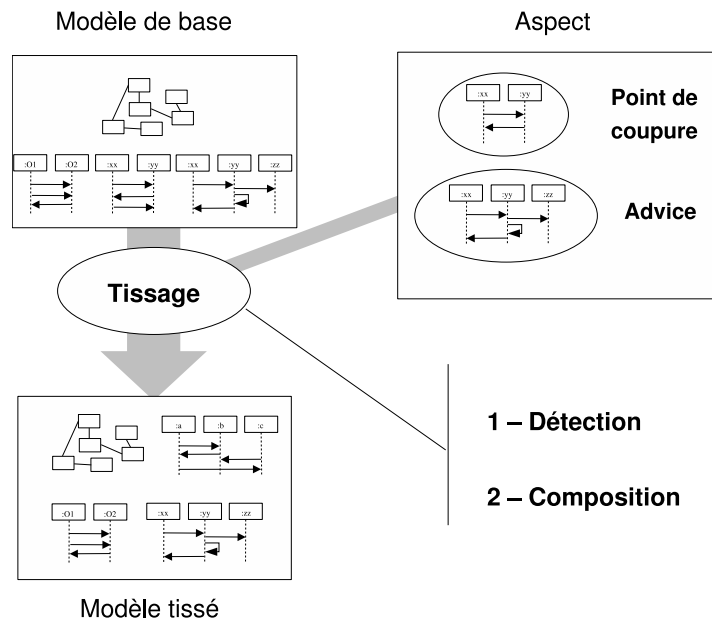 Modèle de base
Aspect
:xx :yy
Point de
coupure
:O1 :O2 :xx :yy :xx :yy :zz
:xx :yy :zz
Advice
Tissage
:a :b :c
1 – Détection
2 – Composition
:O1 :O2 :xx :yy :zz
Modèle tissé